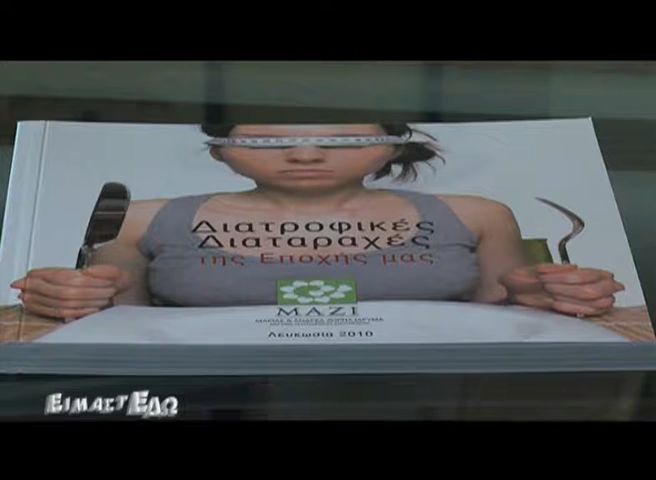 Διατροφικές
Διαταραχές
της Εποχής μας
ΜΑΖΙ
Λευκωσία 2010
ΕΙΜΑΣΤΕΔΩ